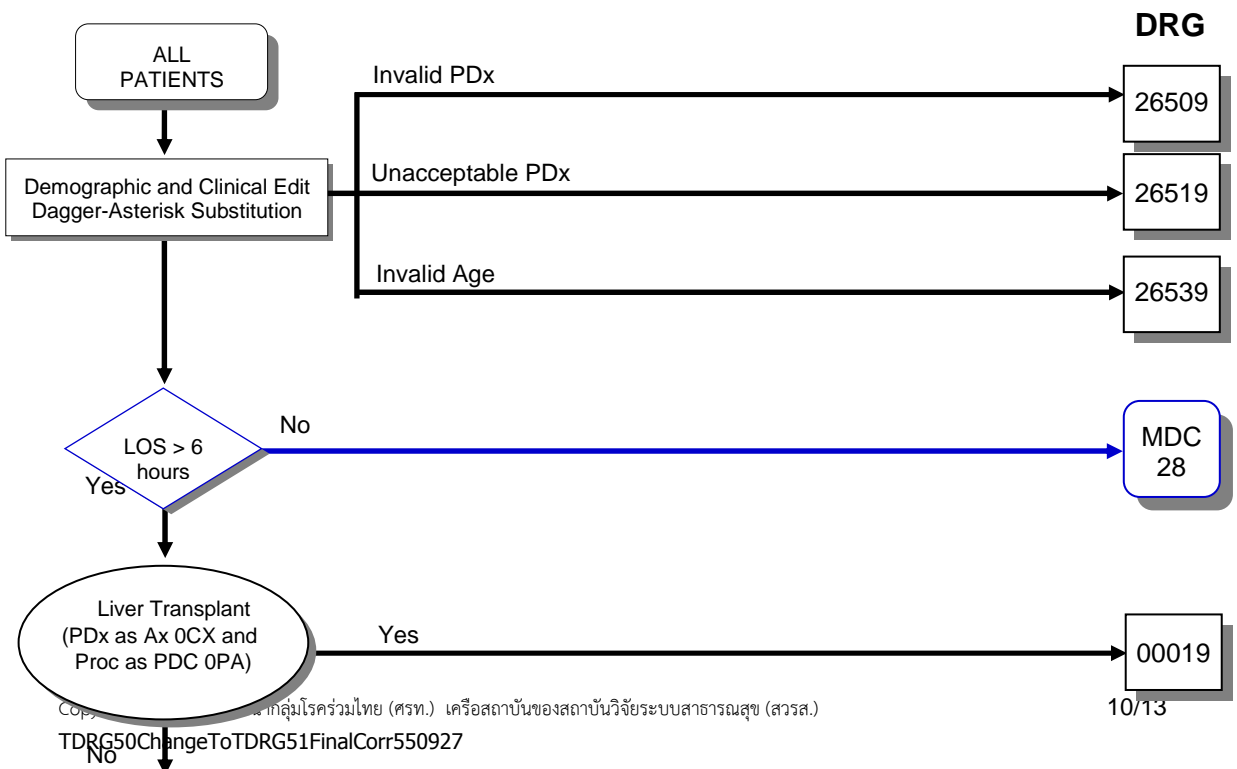 DRG
ALL
PATIENTS
Invalid PDx
26509
Demographic and Clinical Edit
Dagger-Asterisk Substitution
Unacceptable PDx
26519
Invalid Age
26539
LOS > 6
hours
No
MDC
28
Yes
Liver Transplant
(PDx as Ax 0CX and
Proc as PDC 0PA)
Yes
00019
กลุ่มโรคร่วมไทย (ศรท.) เครือสถาบันของสถาบันวิจัยระบบสาธารณสุข (สวรส.)
10/13
TDRG50ChangeToTDRG51FinalCorr550927
No